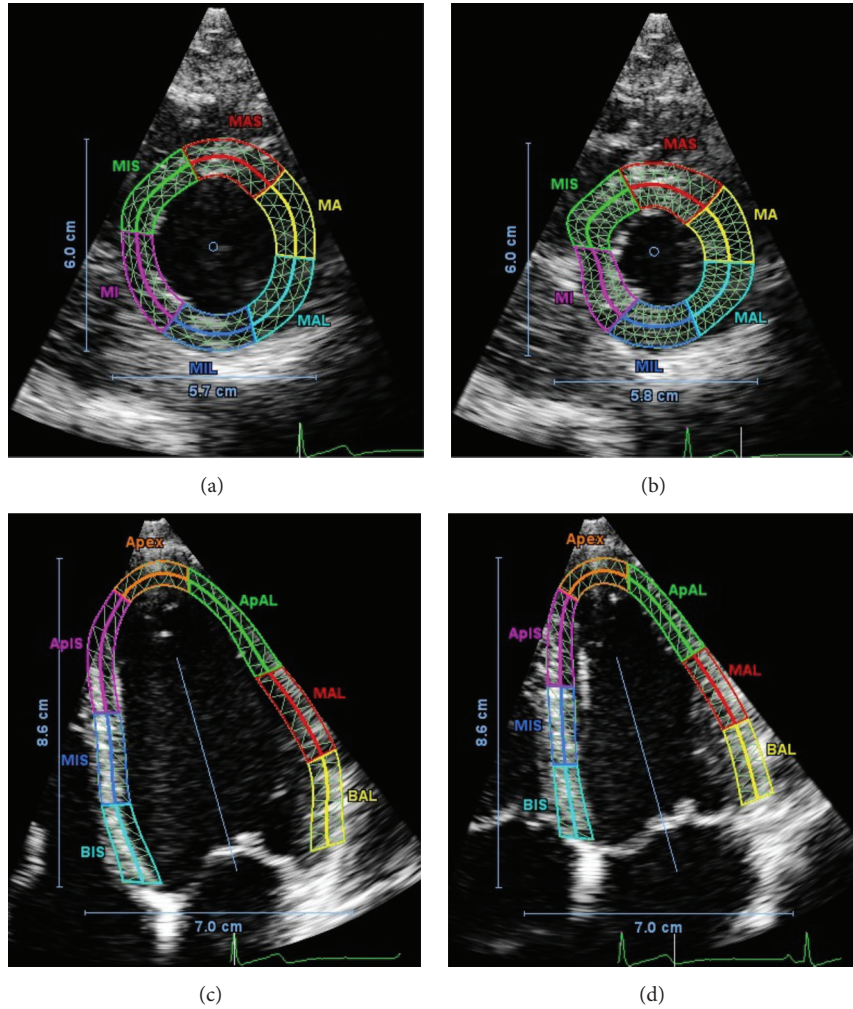 MAS
MIS
MA
6.0 cm
MI
MAL
MIL
5.7 cm
(a)
MAS
MIS
MA
6.0 cm
MI
MAL
MIL
5.8 cm
(b)
Apex
ApAL
ApIS
MAL
8.6 cm
MIS
BAL
BIS
7.0 cm
(c)
Apex
ApAL
ApIS
MAL
MIS
8.6 cm
BAL
BIS
7.0 cm
(d)